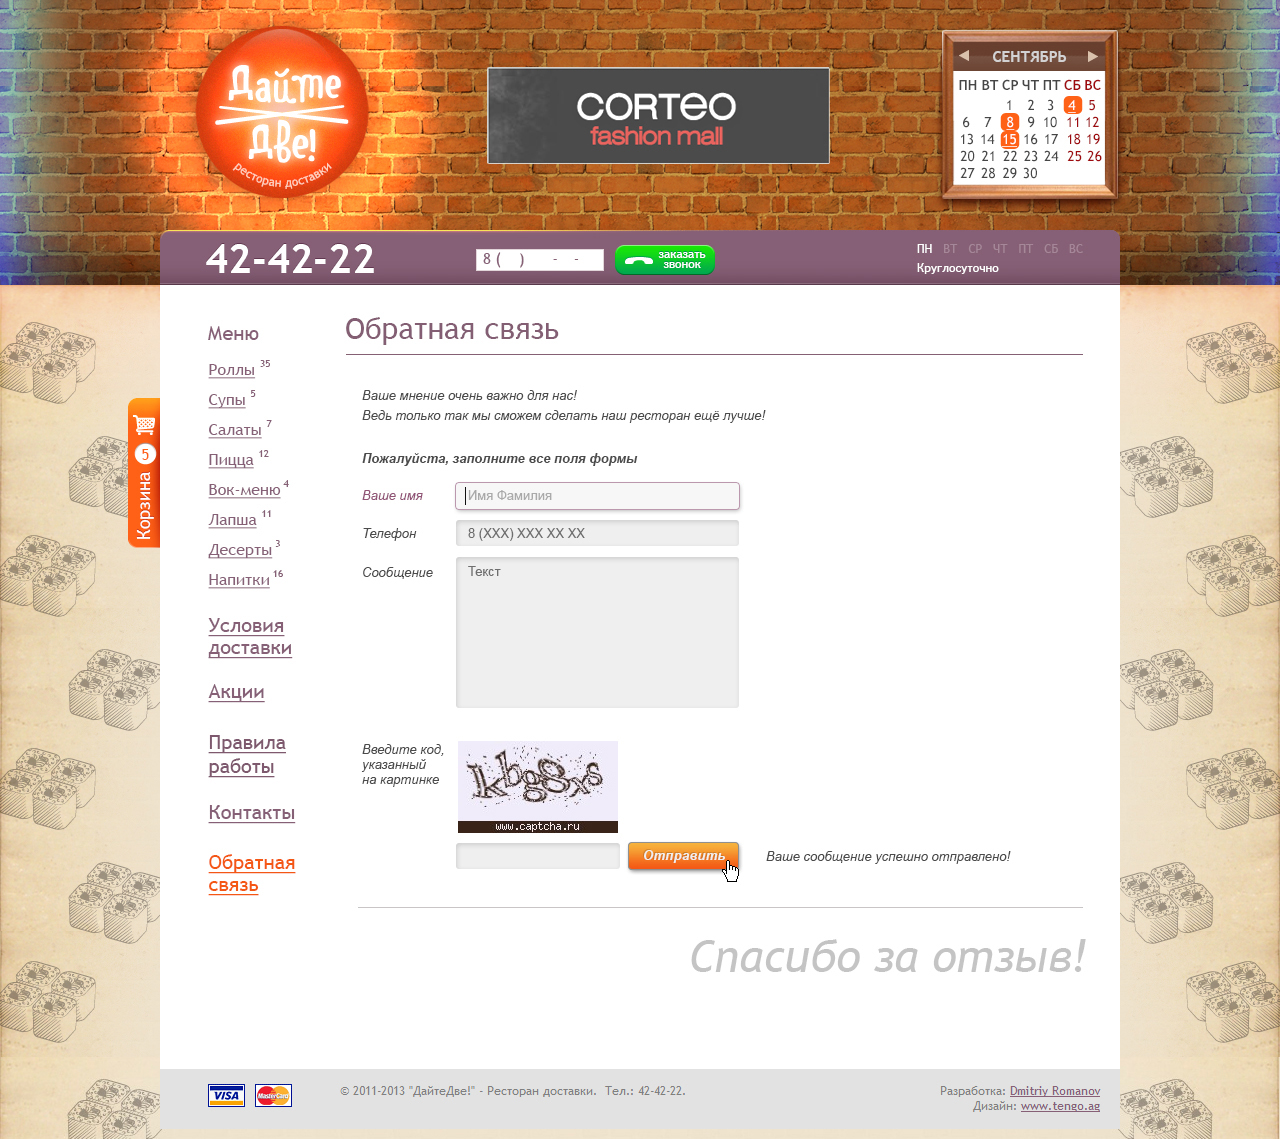 Дайте
Две!
ресторан доставки
CORTEO
fashion mall
СЕНТЯБРЬ
ПН ВТ СР ЧТ ПТ СБ ВС
1 2 3 4 5
6 7 8 9 10 11 12
13 14 15 16 17 18 19
20 21 22 23 24 25 26
27 28 29 30
42-42-22
8 ( ) - -
заказать
звонок
ПН ВТ СР ЧТ ПТ СБ ВС
Круглосуточно
Корзина 5
Меню
Роллы 35
Супы 5
Салаты 7
Пицца 12
Вок-меню 4
Лапша 11
Десерты 3
Напитки 16
Условия
доставки
Акции
Правила
работы
Контакты
Обратная
связь
Обратная связь
Ваше мнение очень важно для нас!
Ведь только так мы сможем сделать наш ресторан ещё лучше!
Пожалуйста, заполните все поля формы
Ваше имя Имя Фамилия
Телефон 8 (XXX) XXX XX XX
Сообщение Текст
Введите код,
указанный
на картинке
kbg8xs
www.captcha.ru
Отправить Ваше сообщение успешно отправлено!
Спасибо за отзыв!
VISA MasterCard
© 2011-2013 "ДайтеДве!" - Ресторан доставки. Тел.: 42-42-22.
Разработка: Dmitriy Romanov
Дизайн: www.tengo.ag